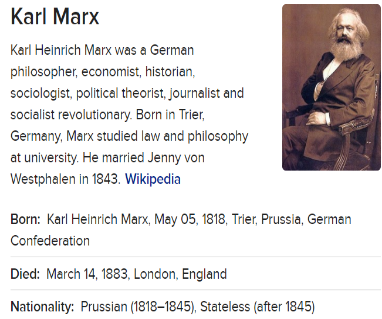 Karl Marx
Karl Heinrich Marx was a German
philosopher, economist, historian,
sociologist, political theorist, journalist and
socialist revolutionary. Born in Trier,
Germany, Marx studied law and philosophy
at university. He married Jenny von
Westphalen in 1843. Wikipedia
Born: Karl Heinrich Marx, May 05, 1818, Trier, Prussia, German
Confederation
Died: March 14, 1883, London, England
Nationality: Prussian (1818–1845), Stateless (after 1845)